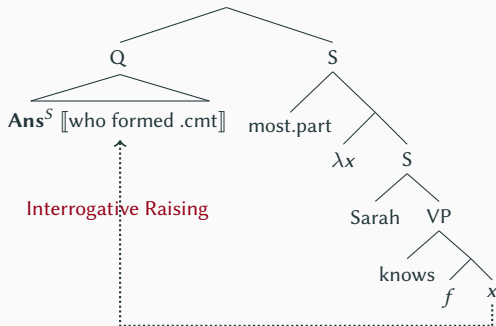 Q S
Ans^S ⟦who formed .cmt⟧ most.part
λx S
Interrogative Raising Sarah VP
knows
f x